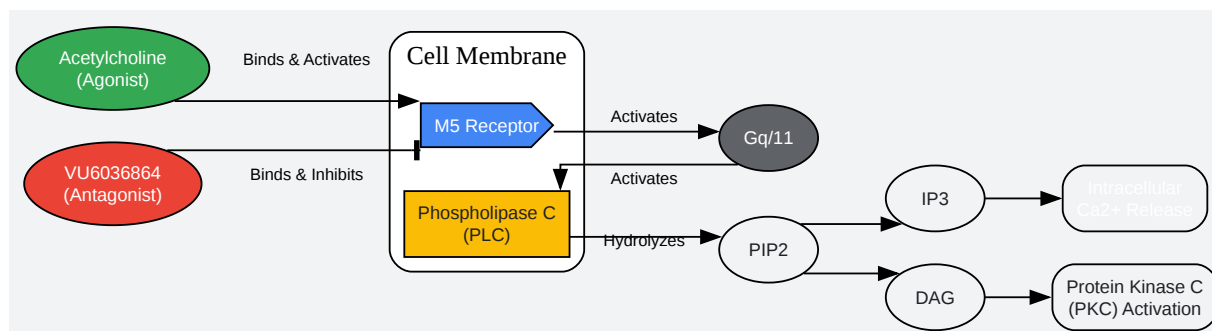 Acetylcholine
(Agonist)
Binds & Activates
Cell Membrane
M5 Receptor
Activates
Gq/11
VU6036864
(Antagonist)
Binds & Inhibits
Activates
Phospholipase C
(PLC)
Hydrolyzes
PIP2
IP3
Intracellular
Ca2+ Release
DAG
Protein Kinase C
(PKC) Activation